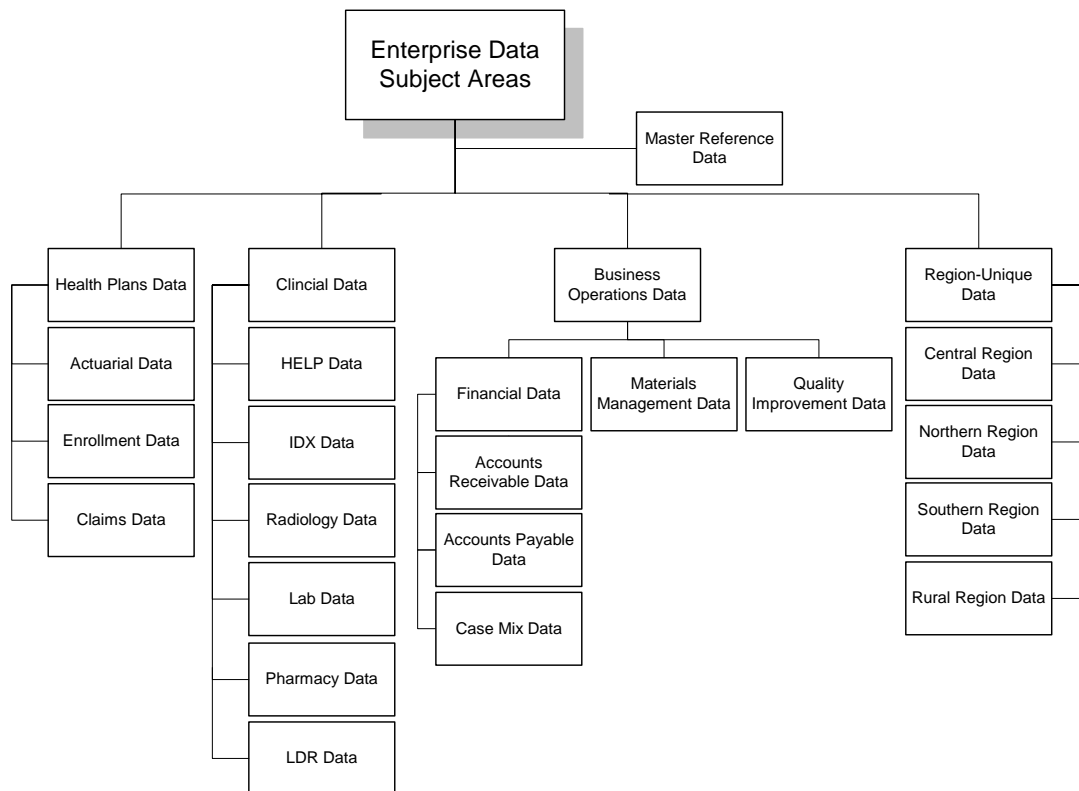 Enterprise Data
Subject Areas
Master Reference
Data
Health Plans Data
Actuarial Data
Enrollment Data
Claims Data
Clincial Data
HELP Data
IDX Data
Radiology Data
Lab Data
Pharmacy Data
LDR Data
Business
Operations Data
Financial Data
Accounts
Receivable Data
Accounts Payable
Data
Case Mix Data
Materials
Management Data
Quality
Improvement Data
Region-Unique
Data
Central Region
Data
Northern Region
Data
Southern Region
Data
Rural Region Data